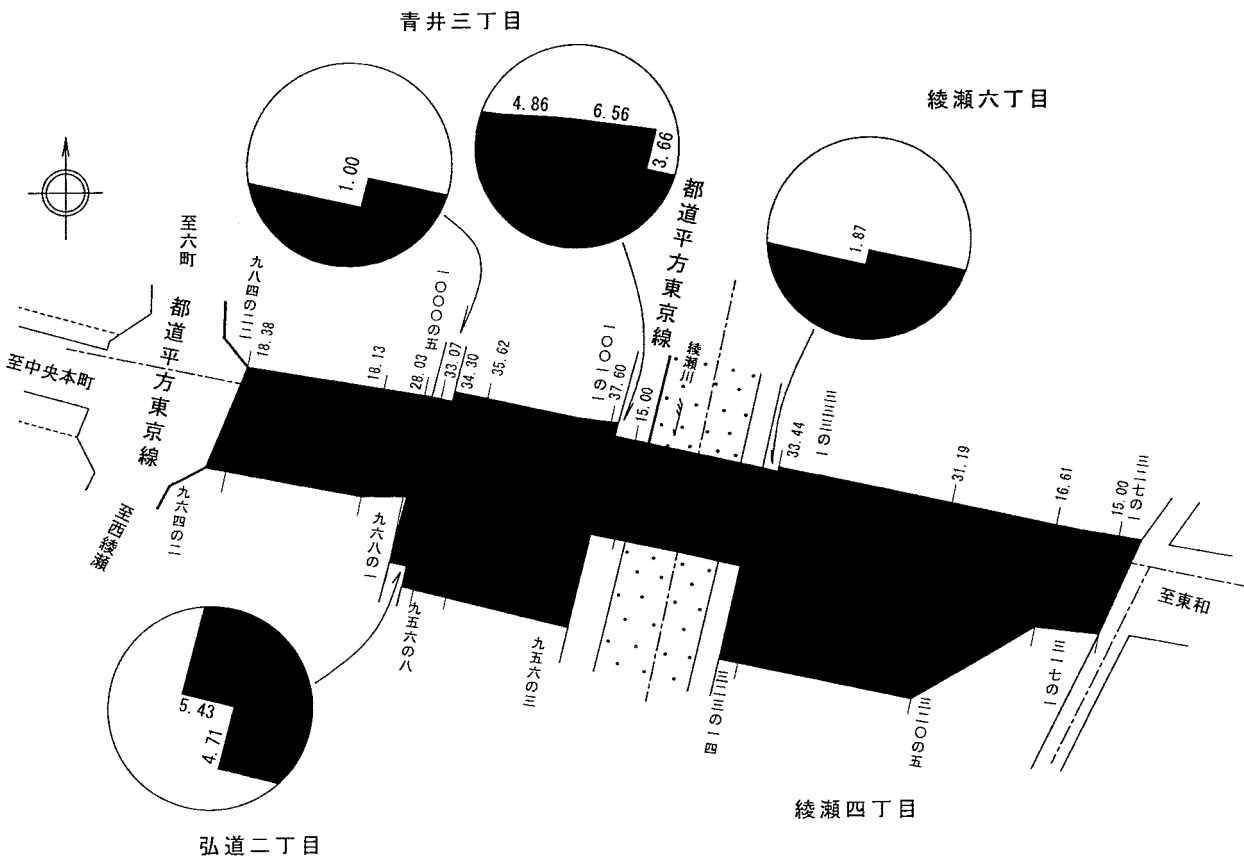 青井三丁目
綾瀬六丁目
4.86
6.56
3.66
1.00
1.87
都道平方東京線
至六町
都道平方東京線
至中央本町
至西綾瀬
九八四の二二
18.38
18.13
28.03
一〇〇〇の五
33.07
34.30
35.62
一〇〇一の一
37.60
15.00
綾瀬川
33.44
三三三の一
31.19
16.61
15.00
三二七の一
至東和
九六四の二
九六八の一
九五六の八
九五六の三
三二三の一四
三二〇の五
三一七の一
5.43
4.71
弘道二丁目
綾瀬四丁目